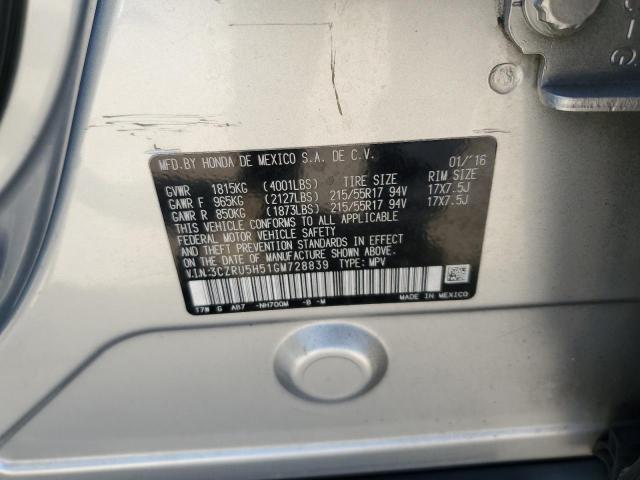 MFD.BY HONDA DE MEXICO S.A. DE C.V. 01/'16
GVWR 1815KG (4001LBS) TIRE SIZE RIM SIZE
GAWR F 965KG (2127LBS) 215/55R17 94V 17X7.5J
GAWR R 850KG (1873LBS) 215/55R17 94V 17X7.5J
THIS VEHICLE CONFORMS TO ALL APPLICABLE
FEDERAL MOTOR VEHICLE SAFETY
AND THEFT PREVENTION STANDARDS IN EFFECT
ON THE DATE OF MANUFACTURE SHOWN ABOVE.
V.I.N:3CZRU5H51GM728839 TYPE: MPV
T7W G AB7 -NH700M -B -M MADE IN MEXICO